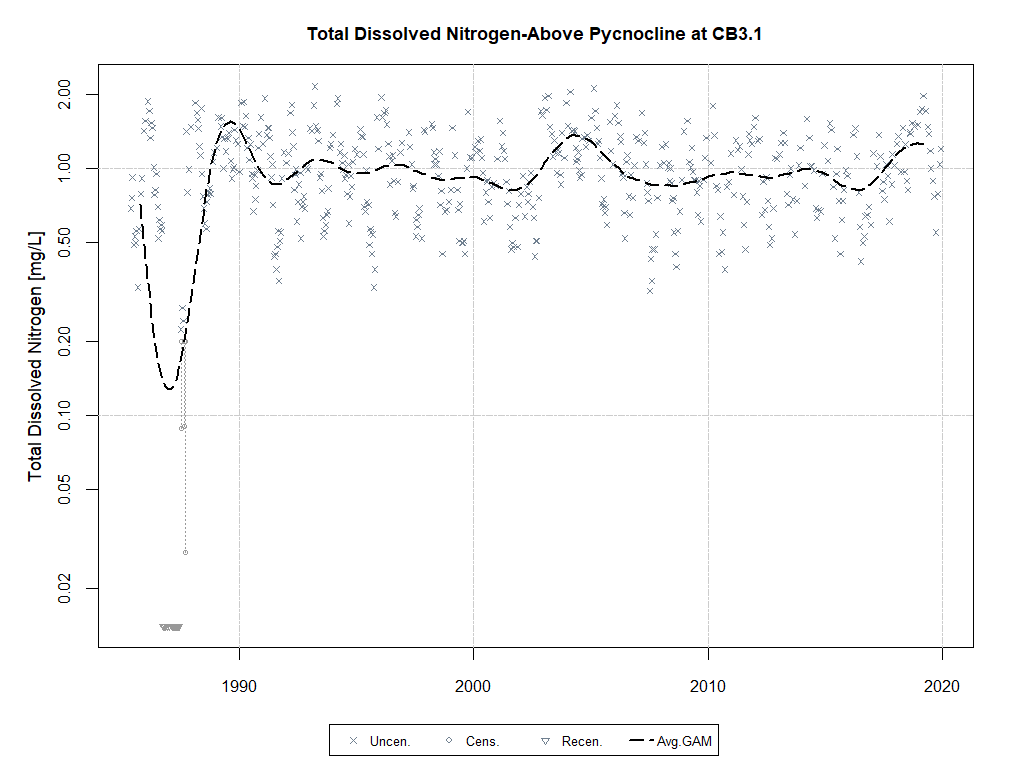 Total Dissolved Nitrogen-Above Pycnocline at CB3.1
Total Dissolved Nitrogen [mg/L]
2.00
1.00
0.50
0.20
0.10
0.05
0.02
1990 2000 2010 2020
Uncen. Cens. Recen. Avg.GAM